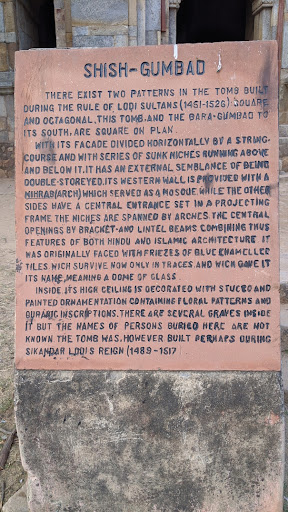 SHISH-GUMBAD
THERE EXIST TWO PATTERNS IN THE TOMB BUILT
DURING THE RULE OF LODI SULTANS (1451-1526) SQUARE
AND OCTAGONAL, THIS TOMB AND THE BARA-GUMBAD TO
ITS SOUTH, ARE SQUARE ON PLAN.
WITH ITS FACADE DIVIDED HORIZONTALLY BY A STRING-
COURSE AND WITH SERIES OF SUNK NICHES RUNNING ABOVE
AND BELOW IT. IT HAS AN EXTERNAL SEMBLANCE OF BEING
DOUBLE-STOREYED. ITS WESTERN WALL IS PROVIDED WITH A
MIHRAB(ARCH) WHICH SERVED AS A MOSQUE WHILE THE OTHER
SIDES HAVE A CENTRAL ENTRANCE SET IN A PROJECTING
FRAME THE NICHES ARE SPANNED BY ARCHES THE CENTRAL
OPENINGS BY BRACKET-AND LINTEL BEAMS COMBINING THUS
FEATURES OF BOTH HINDU AND ISLAMIC ARCHITECTURE IT
WAS ORIGINALLY FACED WITH FRIEZES OF BLUE ENAMELLED
TILES. WICH SURVIVE NOW ONLY IN TRACES. AND WICH GAVE IT
ITS NAME, MEANING A DOME OF GLASS
INSIDE ITS HIGH CEILING IS DECORATED WITH STUCCO AND
PAINTED ORNAMENTATION CONTAINING FLORAL PATTERNS AND
QURANIC INSCRIPTIONS. THERE ARE SEVERAL GRAVES INSIDE
IT BUT THE NAMES OF PERSONS BURIED HERE ARE NOT
KNOWN THE TOMB WAS. HOWEVER BUILT PERHAPS DURING
SIKANDAR LODI'S REIGN (1489-1517